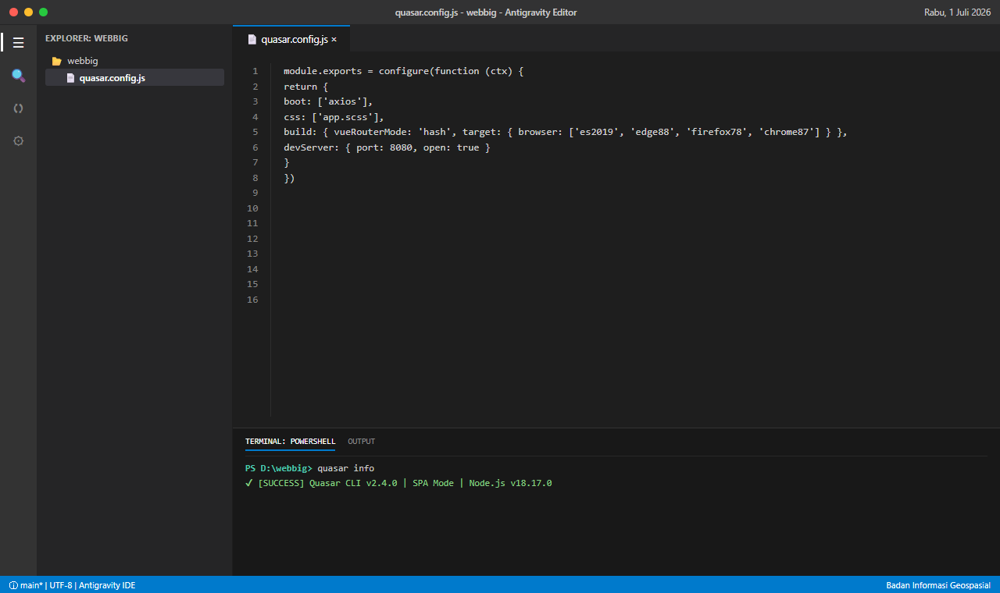 quasar.config.js - webbig - Antigravity Editor
Rabu, 1 Juli 2026
EXPLORER: WEBBIG
webbig
quasar.config.js
quasar.config.js ×
1 module.exports = configure(function (ctx) {
2 return {
3 boot: ['axios'],
4 css: ['app.scss'],
5 build: { vueRouterMode: 'hash', target: { browser: ['es2019', 'edge88', 'firefox78', 'chrome87'] } },
6 devServer: { port: 8080, open: true }
7 }
8 })
9
10
11
12
13
14
15
16
TERMINAL: POWERSHELL OUTPUT
PS D:\webbig> quasar info
✔ [SUCCESS] Quasar CLI v2.4.0 | SPA Mode | Node.js v18.17.0
ⓘ main* | UTF-8 | Antigravity IDE
Badan Informasi Geospasial